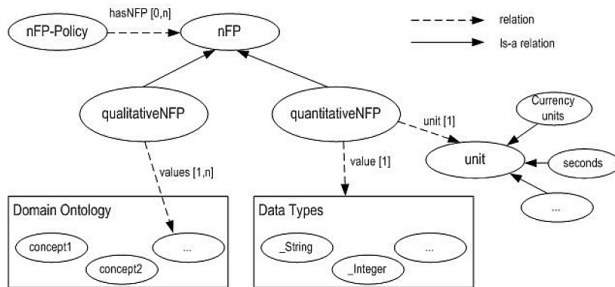 hasNFP [0,n]
nFP-Policy
nFP
relation
Is-a relation
qualitativeNFP
quantitativeNFP
unit [1]
Currency
units
unit
seconds
...
values [1,n]
value [1]
Domain Ontology
concept1
concept2
...
Data Types
_String
_Integer
...